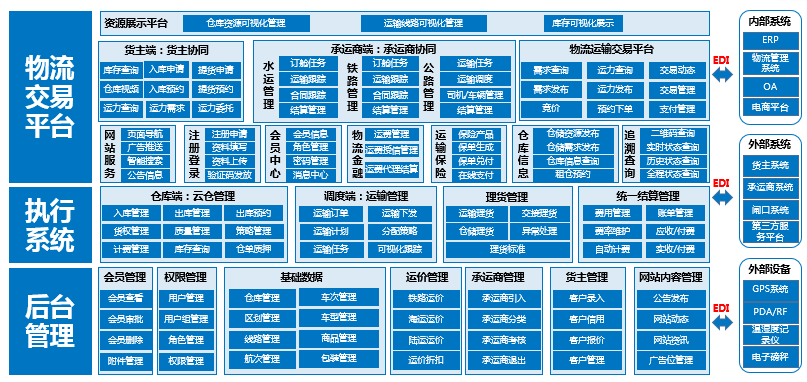 物流
交易
平台
资源展示平台
仓库资源可视化管理
运输线路可视化管理
库存可视化展示
货主端：货主协同
库存查询
入库申请
提货申请
仓库视频
入库预约
提货预约
运力查询
运力需求
运力委托
承运商端：承运商协同
水运管理
订舱任务
运输跟踪
合同跟踪
结算管理
铁路管理
订舱任务
运输跟踪
合同跟踪
结算管理
公路管理
运输任务
运输调度
司机/车辆管理
结算管理
物流运输交易平台
需求查询
运力查询
交易动态
需求发布
运力发布
交易管理
竞价
预约下单
支付管理
网站服务
页面导航
广告推送
智能搜索
公告信息
注册登录
注册申请
资料填写
资料上传
验证码发放
会员中心
会员信息
角色管理
密码管理
消息中心
物流金融
运费管理
运费抵信管理
运费代理结算
运输保险
保险产品
保单生成
保单兑付
在线支付
仓库信息
仓储资源发布
仓储需求发布
仓库信息查询
租仓预约
追溯查询
二维码查询
实时状态查询
历史状态查询
全程状态查询
执行
系统
仓库端：云仓管理
入库管理
出库管理
出库预约
货权管理
质量管理
策略管理
计费管理
库存查询
仓单质押
调度端：运输管理
运输订单
运输下发
运输计划
分配策略
运输任务
可视化跟踪
理货管理
运输理货
交接理货
仓储理货
异常处理
理货标准
统一结算管理
费用管理
账单管理
费率维护
应收/付费
自动计费
实收/付费
后台
管理
会员管理
会员查看
会员审批
会员删除
附件管理
权限管理
用户管理
用户组管理
角色管理
权限管理
基础数据
仓库管理
车次管理
区划管理
车型管理
线路管理
商品管理
航次管理
包装管理
运价管理
铁路运价
海运运价
陆运运价
运价折扣
承运商管理
承运商引入
承运商分类
承运商考核
承运商退出
货主管理
客户录入
客户信用
客户报价
客户管理
网站内容管理
公告发布
网站动态
网站资讯
广告位管理
EDI
EDI
EDI
内部系统
ERP
物流管理
系统
OA
电商平台
外部系统
货主系统
承运商系统
闸口系统
第三方服
务平台
外部设备
GPS系统
PDA/RF
温湿度记
录仪
电子磅秤